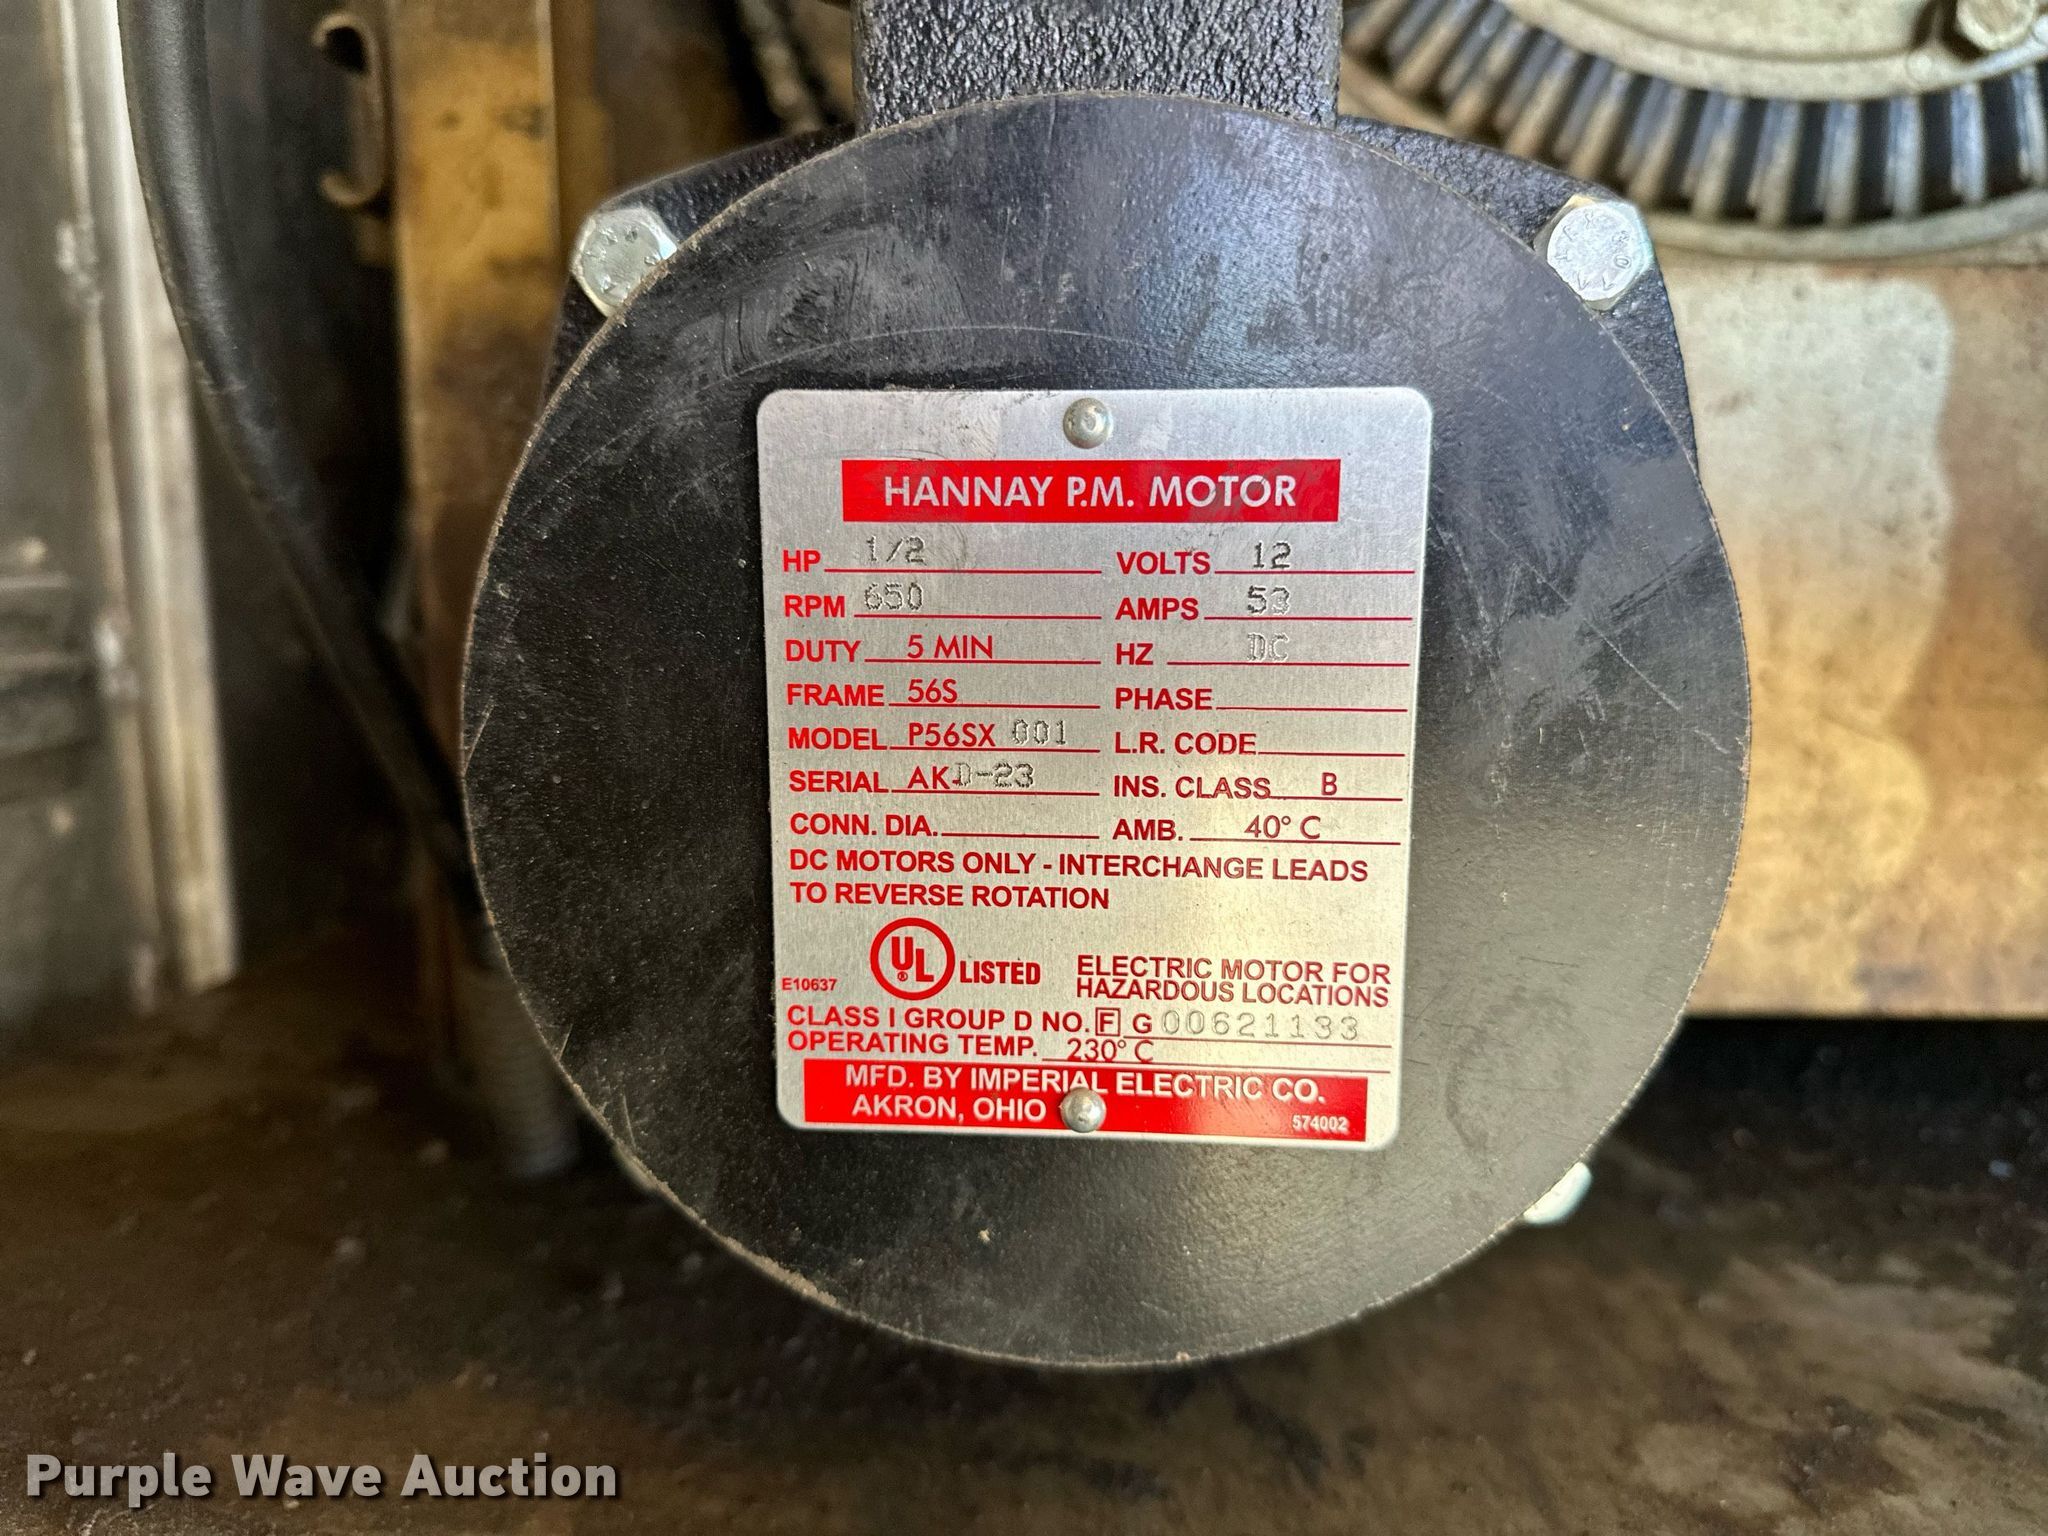 HANNAY P.M. MOTOR
HP 1/2 VOLTS 12
RPM 650 AMPS 53
DUTY 5 MIN HZ DC
FRAME 56S PHASE
MODEL P56SX 001 L.R. CODE
SERIAL AKD-23 INS. CLASS B
CONN. DIA. AMB. 40° C
DC MOTORS ONLY - INTERCHANGE LEADS
TO REVERSE ROTATION
UL ® LISTED
E10637
ELECTRIC MOTOR FOR
HAZARDOUS LOCATIONS
CLASS I GROUP D NO. F G 00621133
OPERATING TEMP. 230° C
MFD. BY IMPERIAL ELECTRIC CO.
AKRON, OHIO 574002
Purple Wave Auction